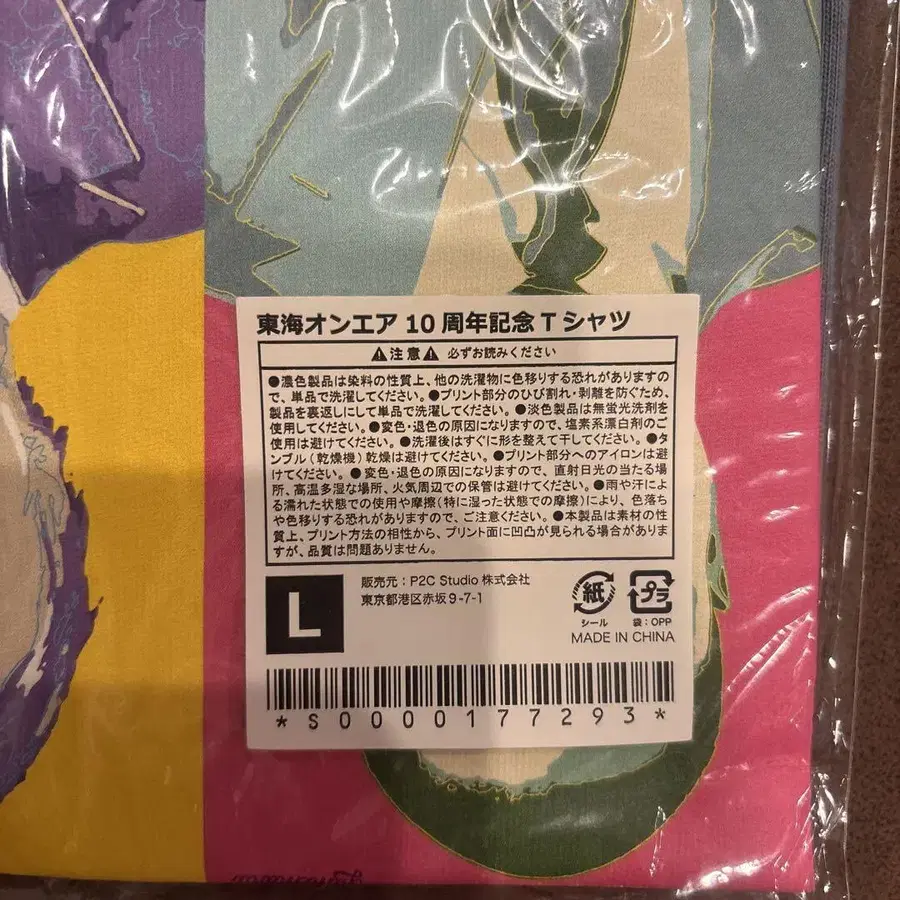 東海オンエア 10 周年記念 T シャツ
⚠注意⚠ 必ずお読みください
●濃色製品は染料の性質上、他の洗濯物に色移りする恐れがありますの
で、単品で洗濯してください。●プリント部分のひび割れ・剥離を防ぐため、
製品を裏返しにして単品で洗濯してください。●淡色製品は無蛍光洗剤を
使用してください。●変色・退色の原因になりますので、塩素系漂白剤のご
使用は避けてください。●洗濯後はすぐに形を整えて干してください。●タ
ンブル（乾燥機）乾燥は避けてください。●プリント部分へのアイロンは避
けてください。●変色・退色の原因になりますので、直射日光の当たる場
所、高温多湿な場所、火気周辺での保管は避けてください。●雨や汗によ
る濡れた状態での使用や摩擦（特に湿った状態での摩擦）により、色落ち
や色移りする恐れがありますので、ご注意ください。●本製品は素材の性
質上、プリント方法の相性から、プリント面に凹凸が見られる場合がありま
すが、品質は問題ありません。
L
販売元：P2C Studio 株式会社
東京都港区赤坂 9-7-1
紙
シール
プラ
袋：OPP
MADE IN CHINA
*S0000177293*